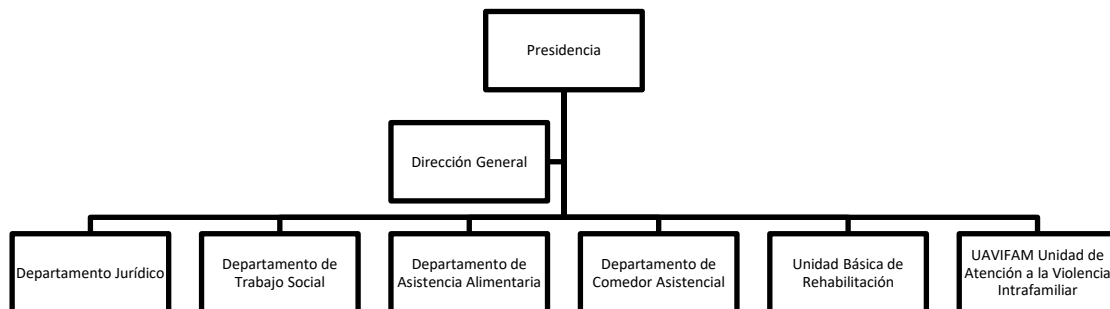 Presidencia
Dirección General
Departamento Jurídico
Departamento de
Trabajo Social
Departamento de
Asistencia Alimentaria
Departamento de
Comedor Asistencial
Unidad Básica de
Rehabilitación
UAVIFAM Unidad de
Atención a la Violencia
Intrafamiliar